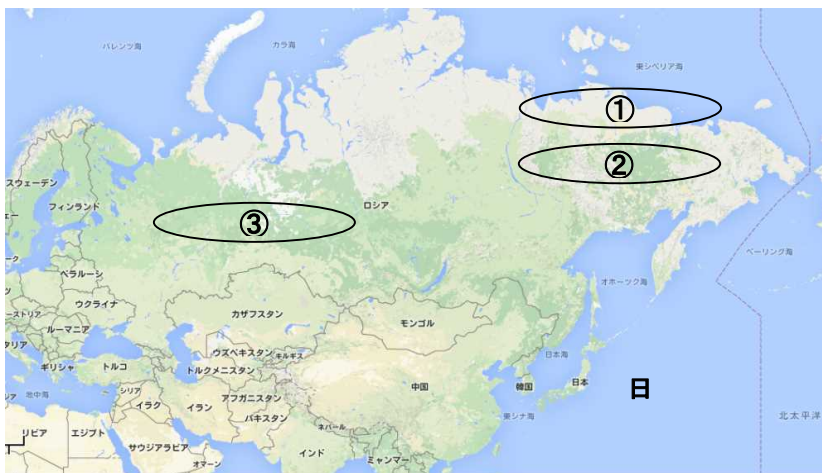 バレンツ海
カラ海
東シベリア海
①
②
スウェーデン
フィンランド
ロシア
③
ベーリング海
オホーツク海
ベラルーシ
ウクライナ
カザフスタン
モンゴル
ルーマニア
ウズベキスタン
キルギス
日本海
ギリシャ
トルコ
トルクメニスタン
中国
韓国
日本
日
地中海
シリア
イラク
イラン
アフガニスタン
パキスタン
東シナ海
北太平洋
リビア
エジプト
サウジアラビア
ネパール
オマーン
インド
ミャンマー